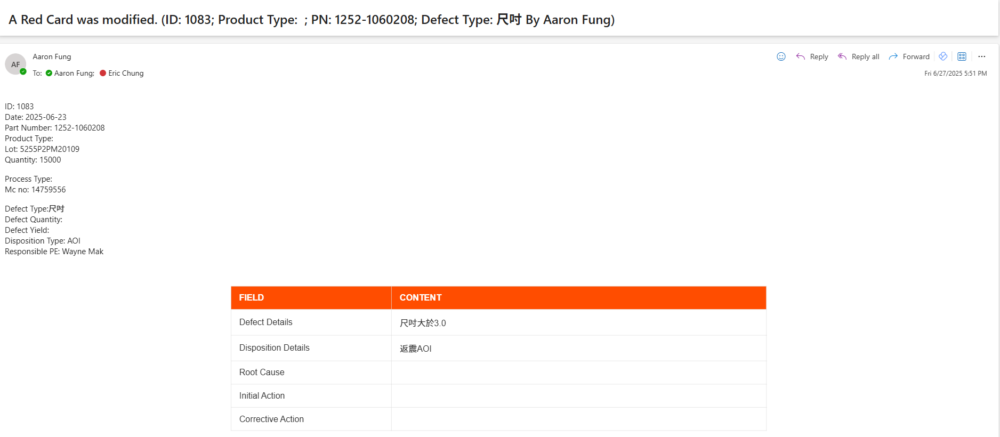 A Red Card was modified. (ID: 1083; Product Type:  ; PN: 1252-1060208; Defect Type: 尺吋 By Aaron Fung)
AF
Aaron Fung
Reply
Reply all
Forward
To: Aaron Fung; Eric Chung
Fri 6/27/2025 5:51 PM
ID: 1083
Date: 2025-06-23
Part Number: 1252-1060208
Product Type:
Lot: 5255P2PM20109
Quantity: 15000
Process Type:
Mc no: 14759556
Defect Type:尺吋
Defect Quantity:
Defect Yield:
Disposition Type: AOI
Responsible PE: Wayne Mak
FIELD CONTENT
Defect Details 尺吋大於3.0
Disposition Details 返震AOI
Root Cause
Initial Action
Corrective Action